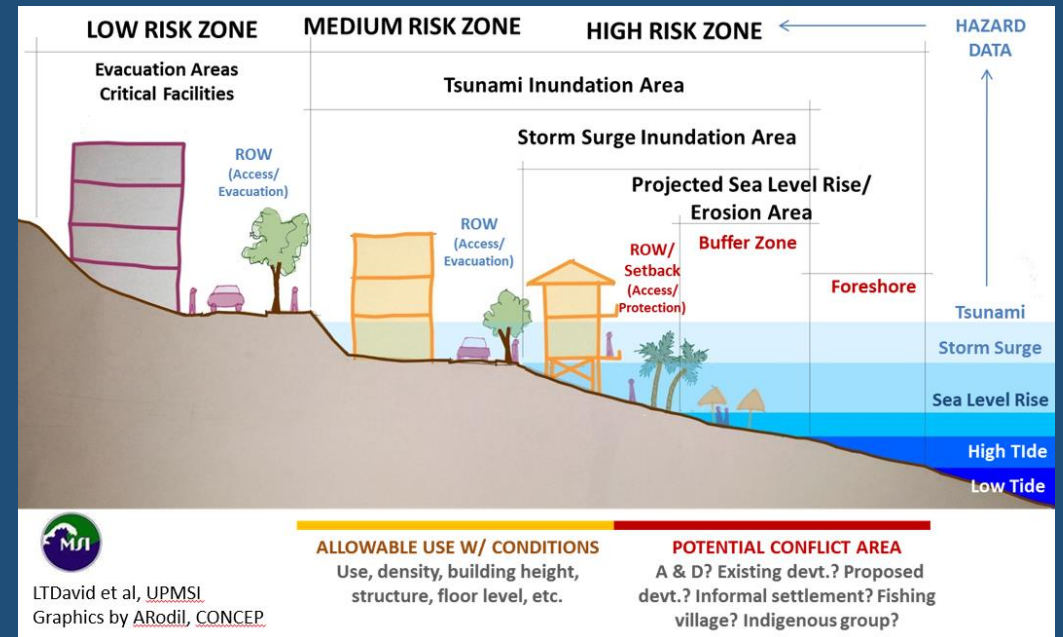 LOW RISK ZONE
MEDIUM RISK ZONE
HIGH RISK ZONE
HAZARD
DATA
Evacuation Areas
Critical Facilities
Tsunami Inundation Area
Storm Surge Inundation Area
Projected Sea Level Rise/
Erosion Area
ROW
(Access/
Evacuation)
ROW
(Access/
Evacuation)
ROW/
Setback
(Access/
Protection)
Buffer Zone
Foreshore
Tsunami
Storm Surge
Sea Level Rise
High TIde
Low Tide
MSI
LTDavid et al, UPMSI
Graphics by ARodil, CONCEP
ALLOWABLE USE W/ CONDITIONS
Use, density, building height,
structure, floor level, etc.
POTENTIAL CONFLICT AREA
A & D? Existing devt.? Proposed
devt.? Informal settlement? Fishing
village? Indigenous group?